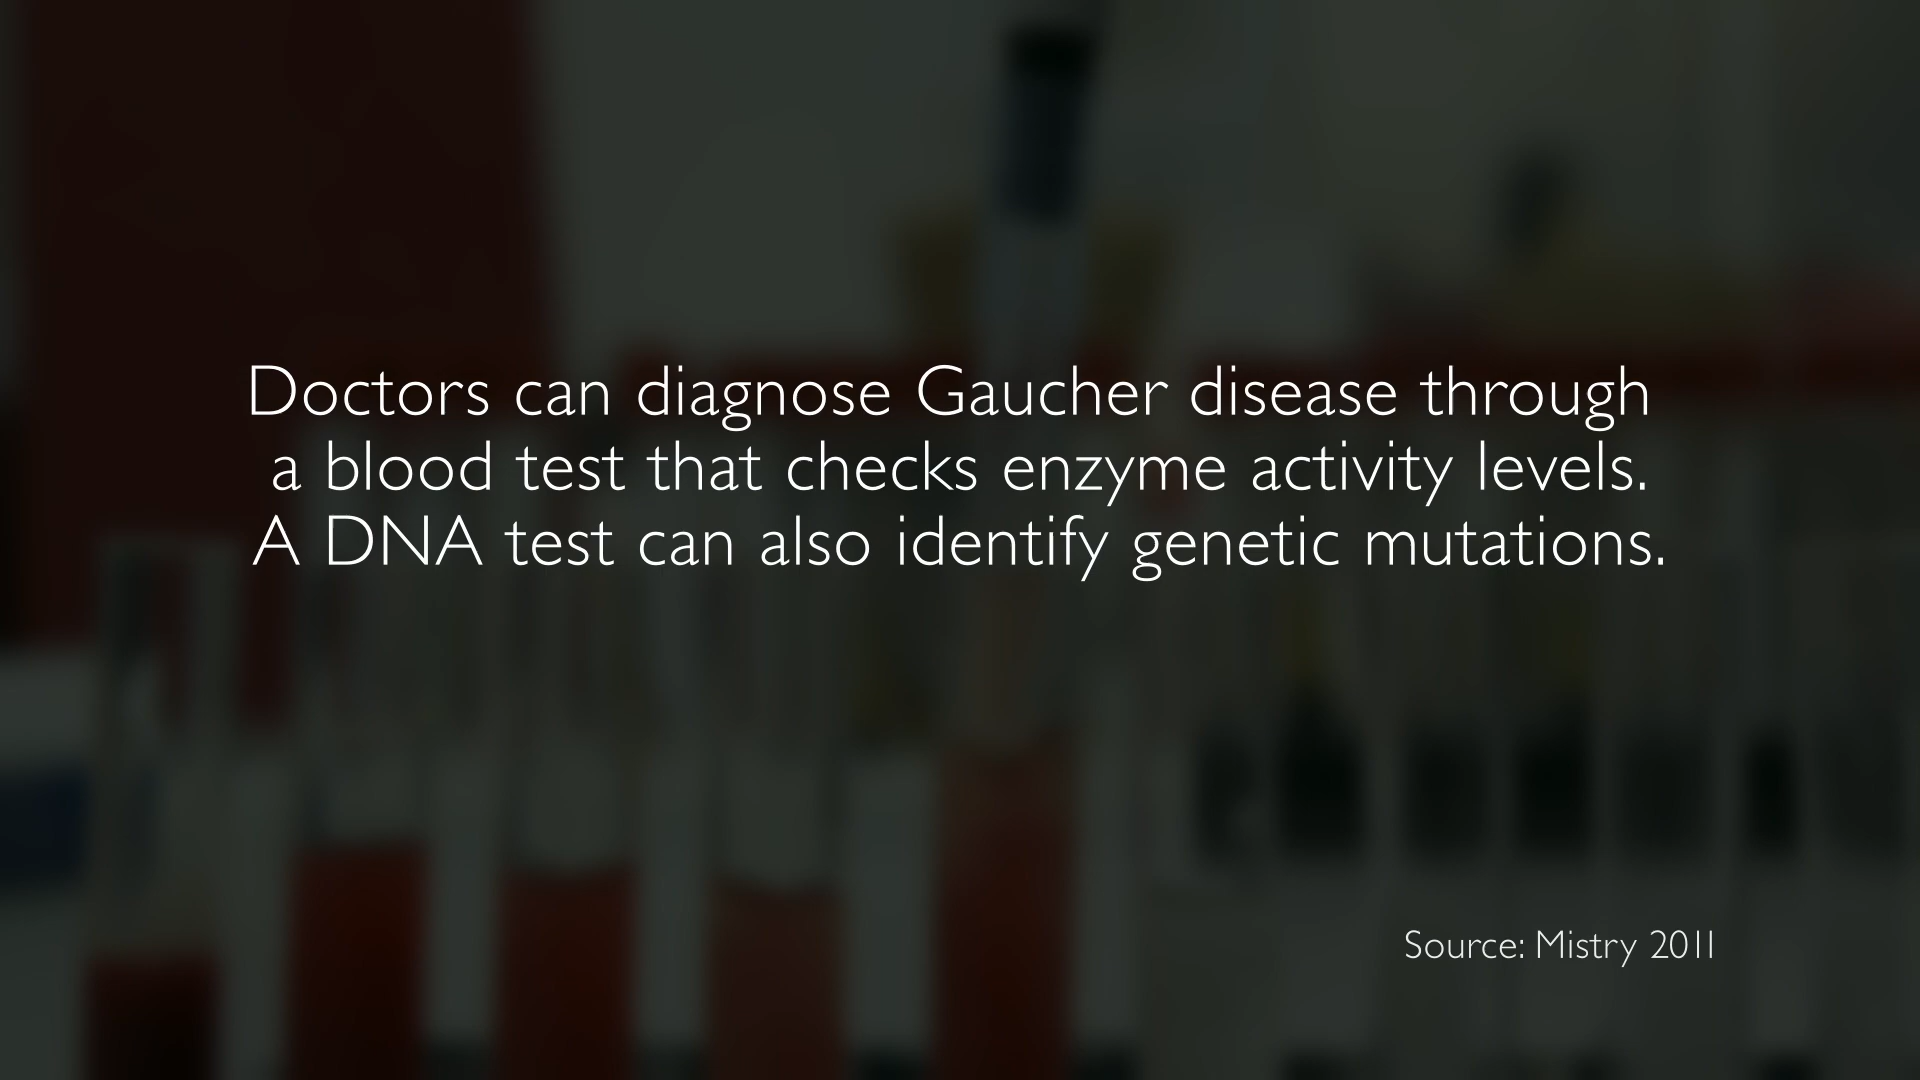 Doctors can diagnose Gaucher disease through
a blood test that checks enzyme activity levels.
A DNA test can also identify genetic mutations.
Source: Mistry 2011